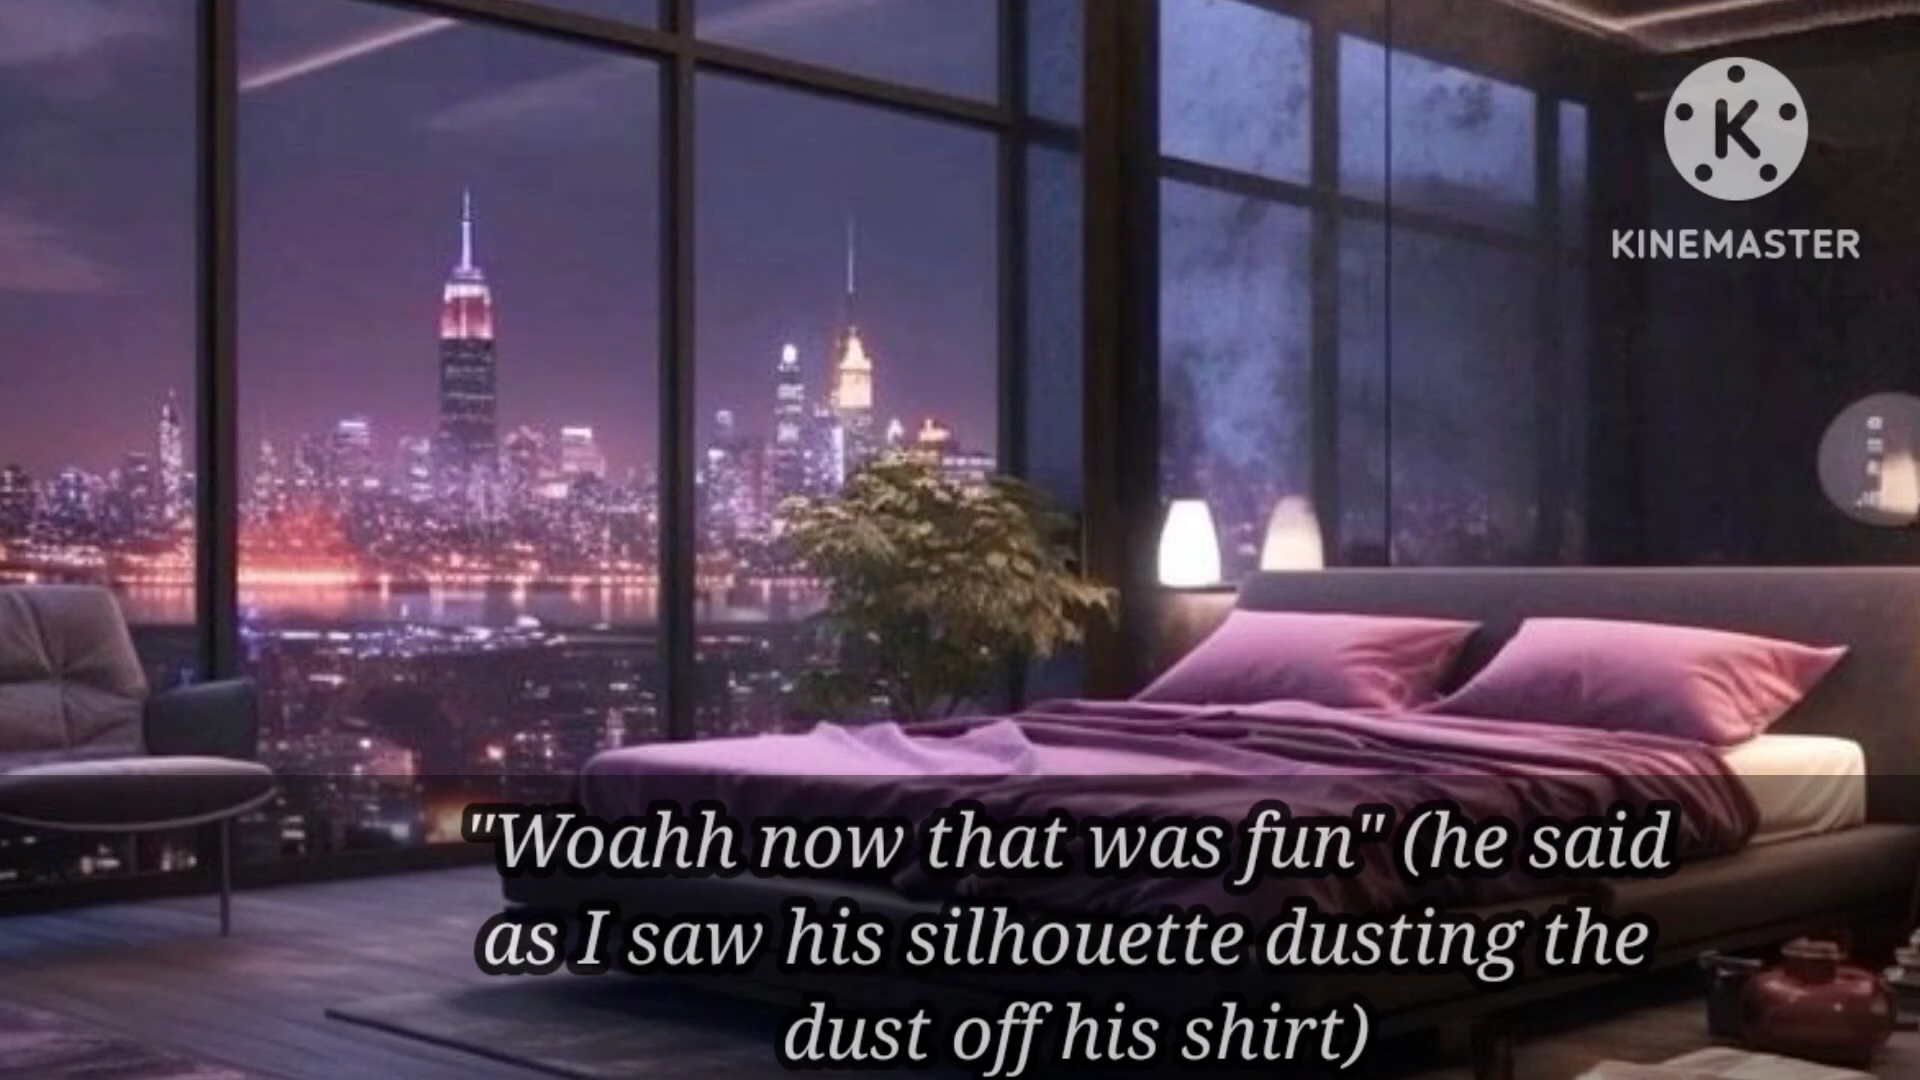 KINEMASTER
"Woahh now that was fun" (he said
as I saw his silhouette dusting the
dust off his shirt)